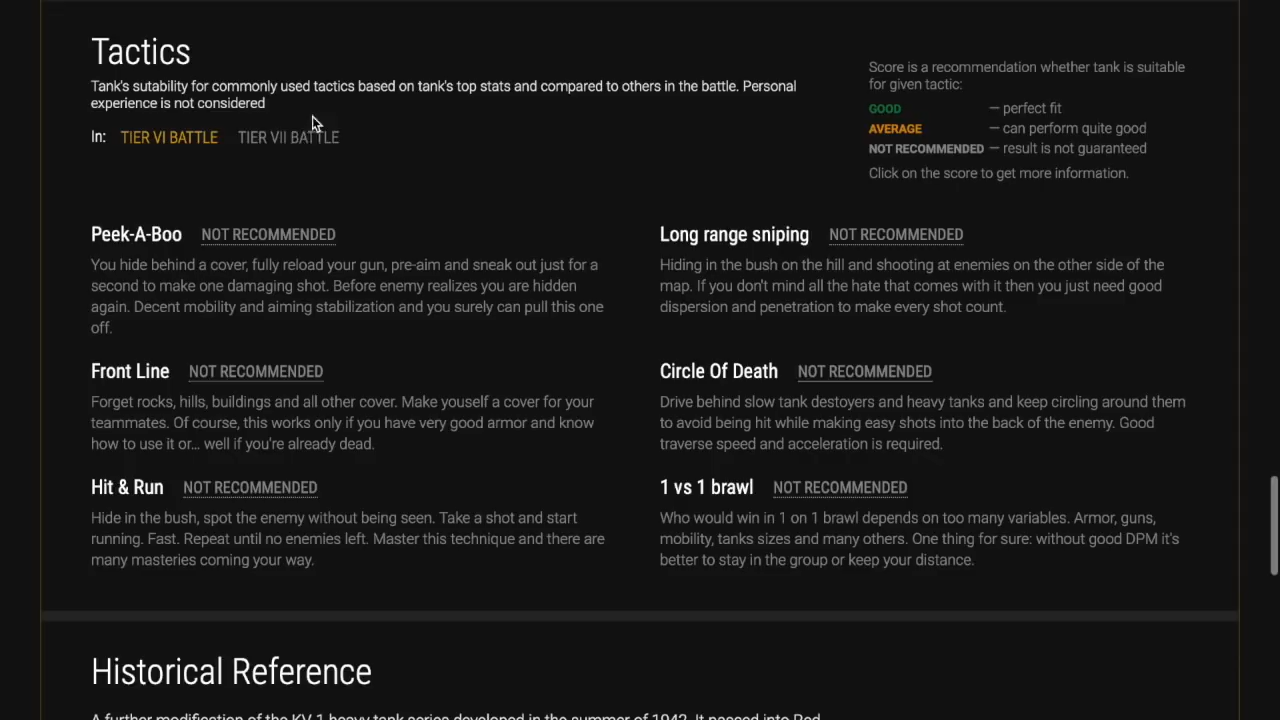 Tactics
Tank's sutability for commonly used tactics based on tank's top stats and compared to others in the battle. Personal
experience is not considered
In: TIER VI BATTLE TIER VII BATTLE
Score is a recommendation whether tank is suitable
for given tactic:
GOOD — perfect fit
AVERAGE — can perform quite good
NOT RECOMMENDED — result is not guaranteed
Click on the score to get more information.
Peek-A-Boo NOT RECOMMENDED
You hide behind a cover, fully reload your gun, pre-aim and sneak out just for a
second to make one damaging shot. Before enemy realizes you are hidden
again. Decent mobility and aiming stabilization and you surely can pull this one
off.
Long range sniping NOT RECOMMENDED
Hiding in the bush on the hill and shooting at enemies on the other side of the
map. If you don't mind all the hate that comes with it then you just need good
dispersion and penetration to make every shot count.
Front Line NOT RECOMMENDED
Forget rocks, hills, buildings and all other cover. Make youself a cover for your
teammates. Of course, this works only if you have very good armor and know
how to use it or... well if you're already dead.
Circle Of Death NOT RECOMMENDED
Drive behind slow tank destoyers and heavy tanks and keep circling around them
to avoid being hit while making easy shots into the back of the enemy. Good
traverse speed and acceleration is required.
Hit & Run NOT RECOMMENDED
Hide in the bush, spot the enemy without being seen. Take a shot and start
running. Fast. Repeat until no enemies left. Master this technique and there are
many masteries coming your way.
1 vs 1 brawl NOT RECOMMENDED
Who would win in 1 on 1 brawl depends on too many variables. Armor, guns,
mobility, tanks sizes and many others. One thing for sure: without good DPM it's
better to stay in the group or keep your distance.
Historical Reference
A further modification of the KV-1 heavy tank series developed in the summer of 1942. It passed into Red